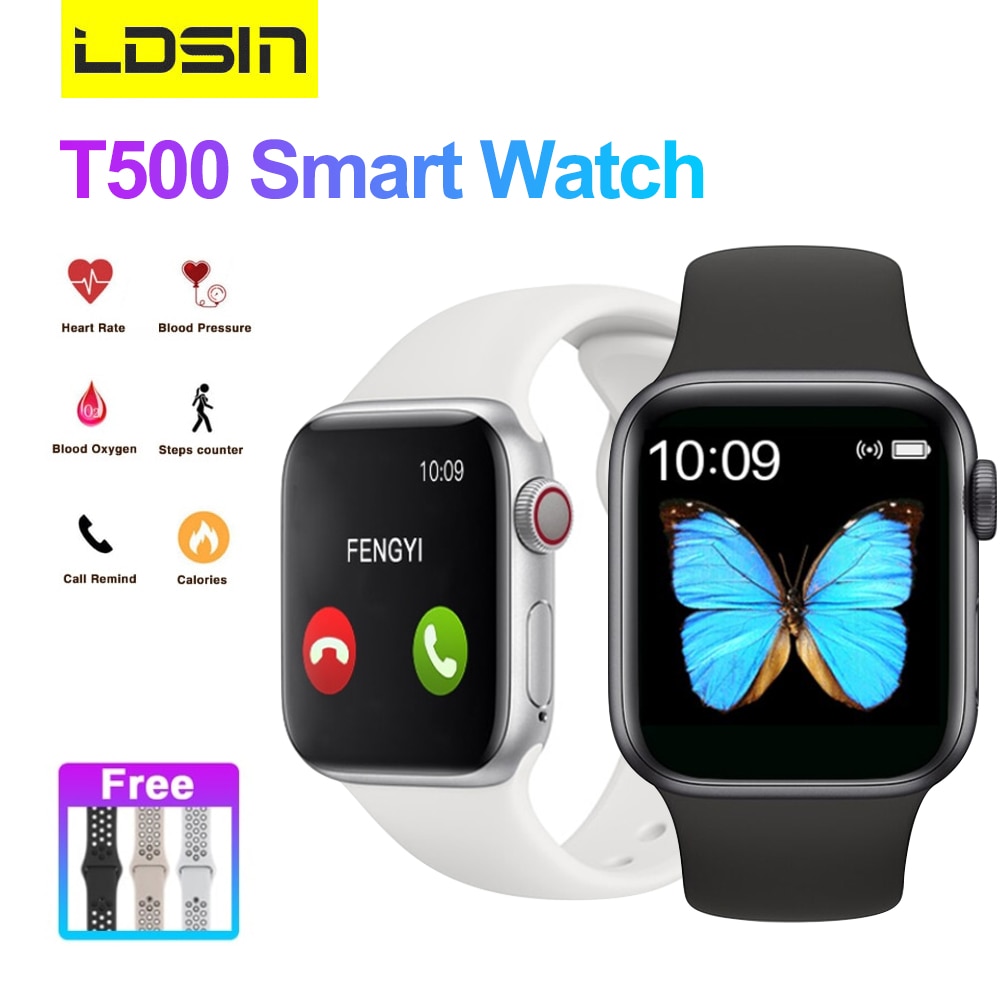 LDSIN
T500 Smart Watch
Heart Rate
Blood Pressure
O2
Blood Oxygen
Steps counter
Call Remind
Calories
10:09
FENGYI
10:09
Free